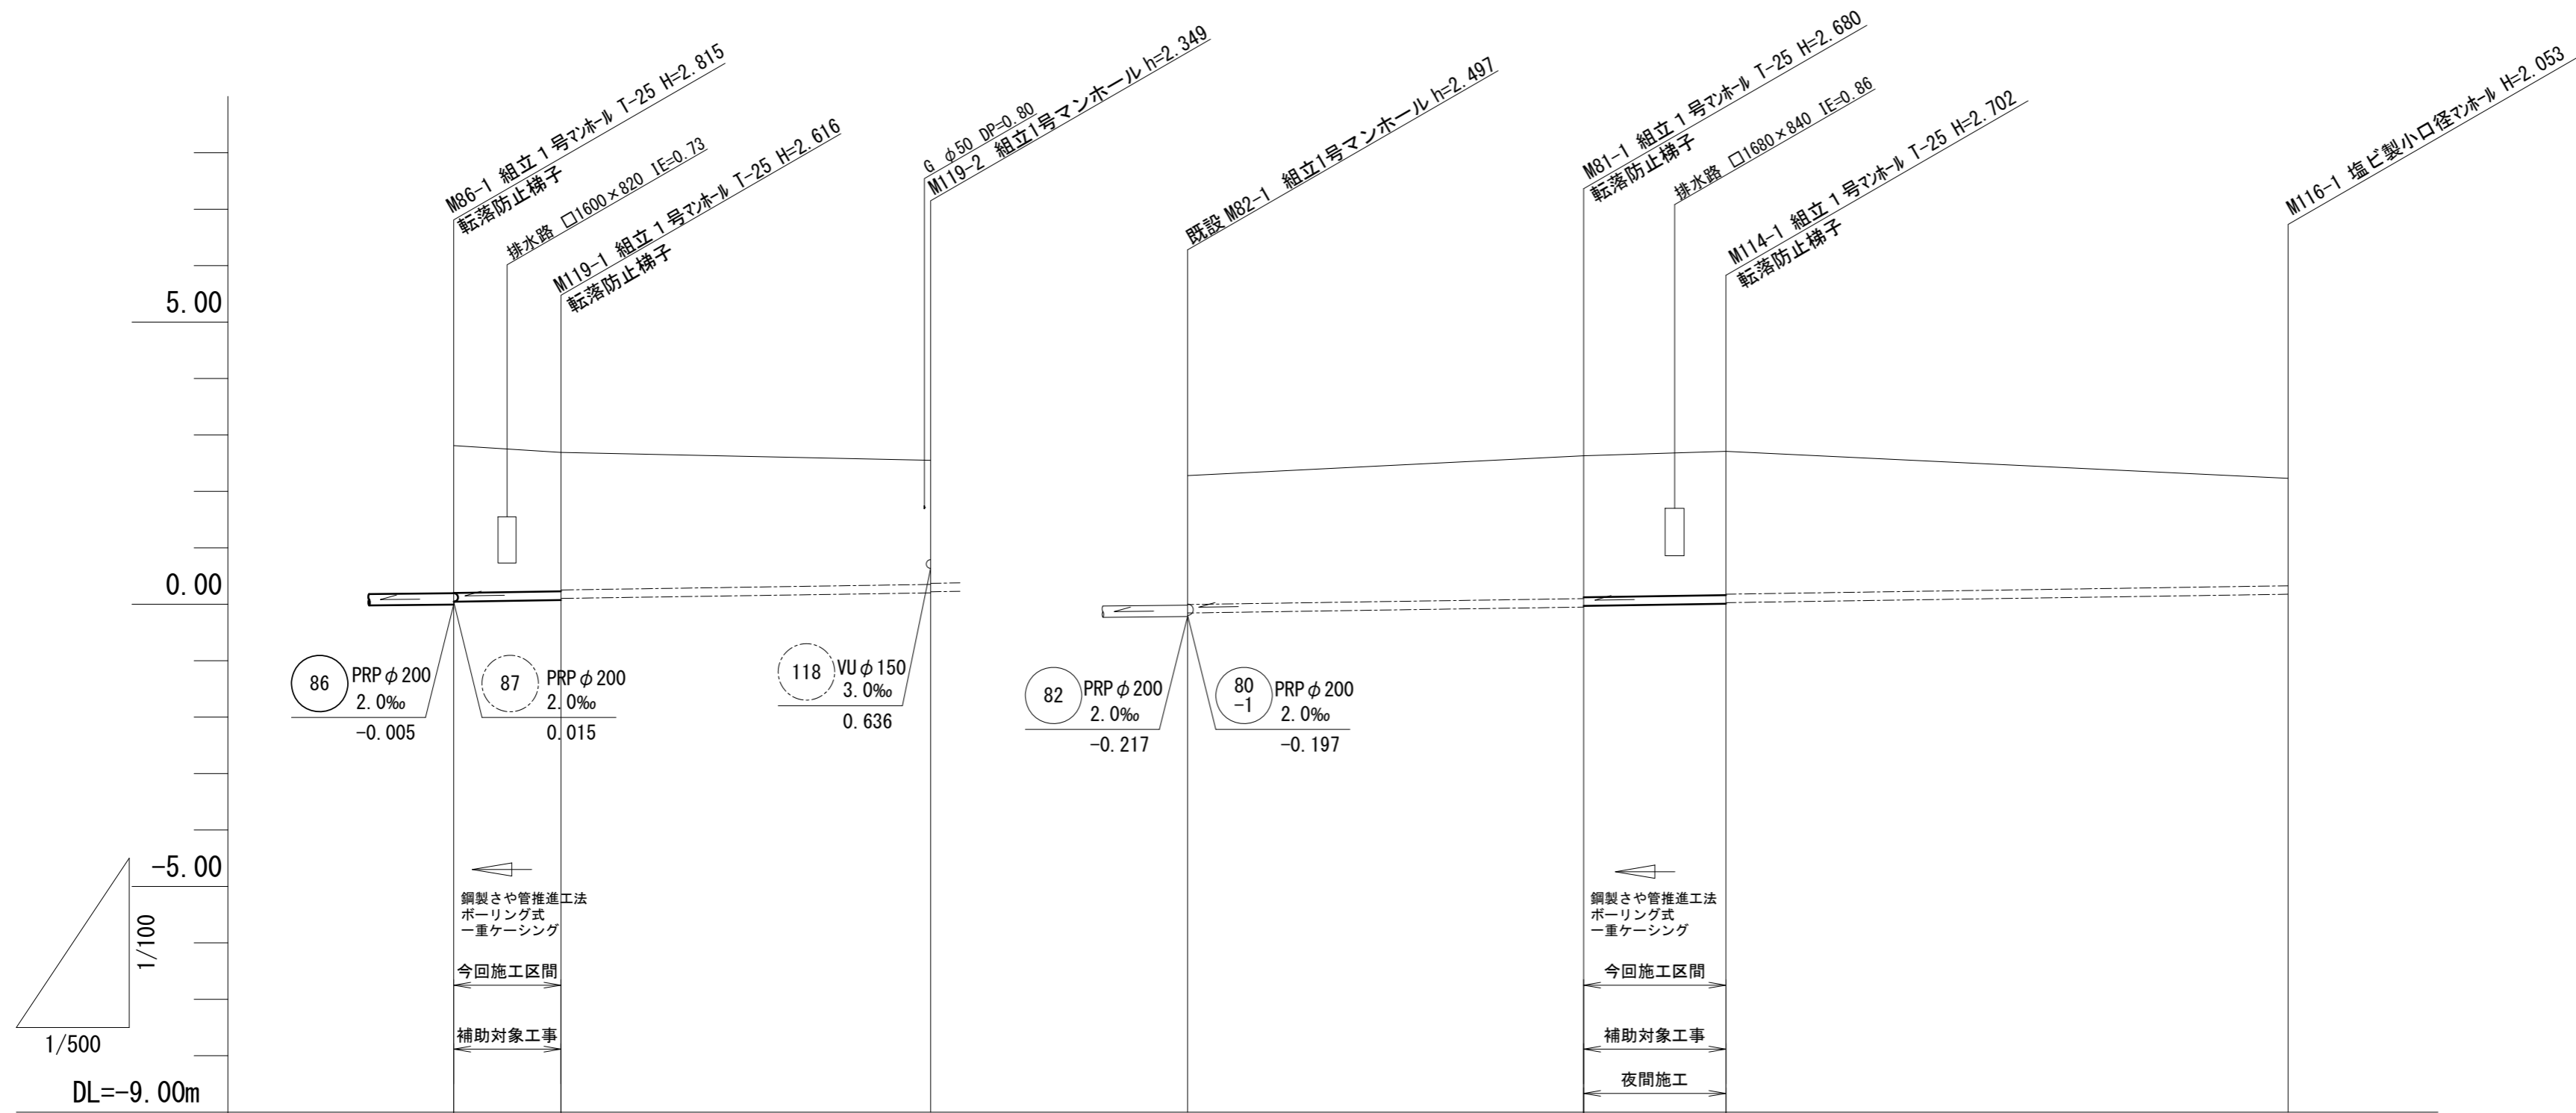 M86-1 組立１号ﾏﾝﾎｰﾙ T-25 H=2.815
転落防止梯子
排水路 □1600×820 IE=0.73
M119-1 組立１号ﾏﾝﾎｰﾙ T-25 H=2.616
転落防止梯子
G φ50 DP=0.80
M119-2 組立1号マンホール h=2.349
既設 M82-1 組立1号マンホール h=2.497
M81-1 組立１号ﾏﾝﾎｰﾙ T-25 H=2.680
転落防止梯子
排水路 □1680×840 IE=0.86
M114-1 組立１号ﾏﾝﾎｰﾙ T-25 H=2.702
転落防止梯子
M116-1 塩ビ製小口径ﾏﾝﾎｰﾙ H=2.053
5.00
0.00
-5.00
DL=-9.00m
1/100
1/500
86
PRPφ200
2.0‰
-0.005
87
PRPφ200
2.0‰
0.015
118
VUφ150
3.0‰
0.636
82
PRPφ200
2.0‰
-0.217
80
-1
PRPφ200
2.0‰
-0.197
鋼製さや管推進工法
ボーリング式
一重ケーシング
今回施工区間
補助対象工事
鋼製さや管推進工法
ボーリング式
一重ケーシング
今回施工区間
補助対象工事
夜間施工